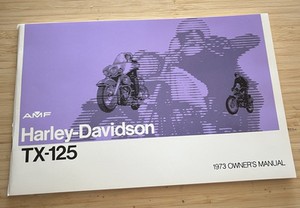 AMF
Harley-Davidson
TX-125
1973 OWNER'S MANUAL